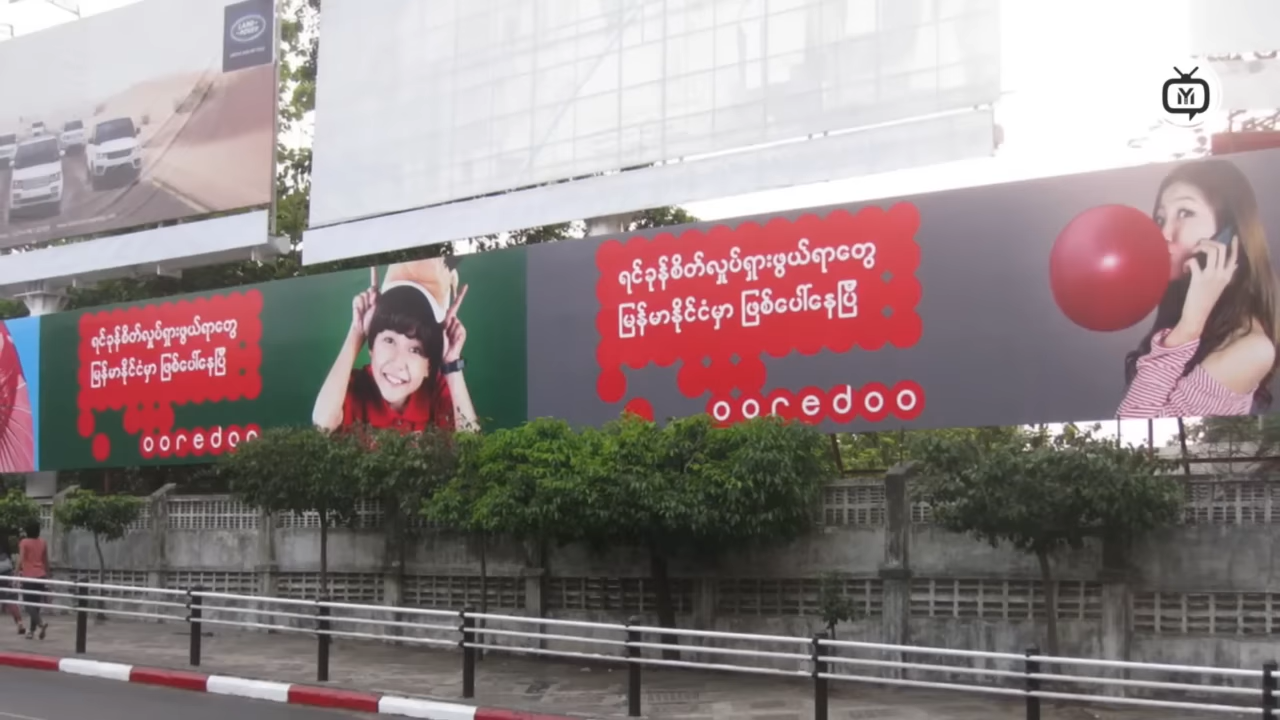 LAND ROVER
ရင်ခုန်စိတ်လှုပ်ရှားဖွယ်ရာတွေ
မြန်မာနိုင်ငံမှာ ဖြစ်ပေါ်နေပြီ
ooredoo
ရင်ခုန်စိတ်လှုပ်ရှားဖွယ်ရာတွေ
မြန်မာနိုင်ငံမှာ ဖြစ်ပေါ်နေပြီ
ooredoo